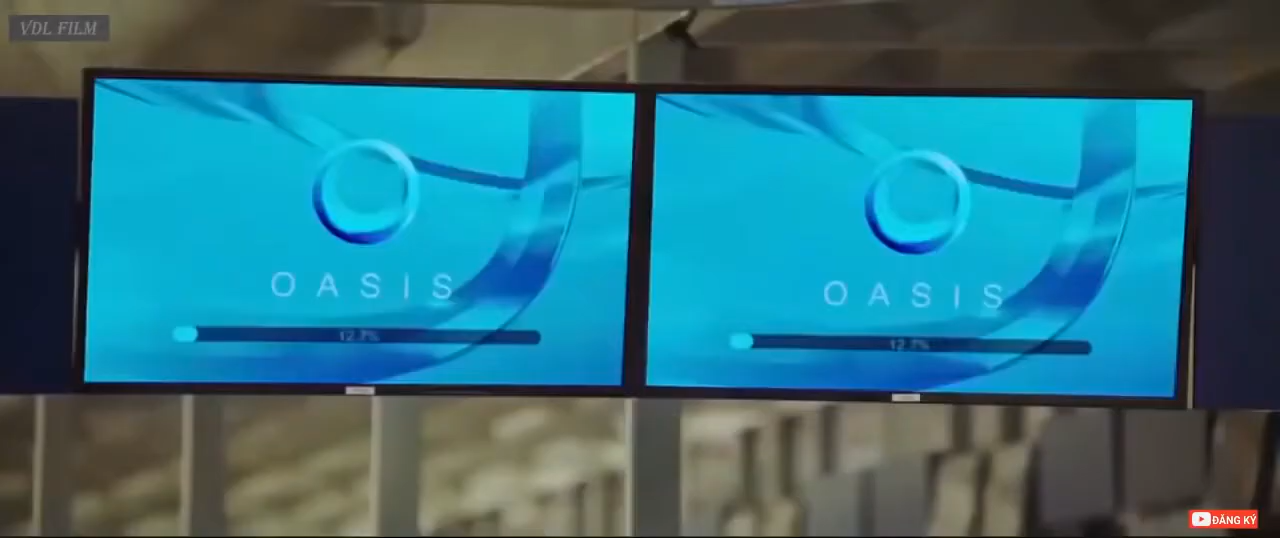 VDL FILM
OASIS
12.7%
OASIS
12.7%
ĐĂNG KÝ